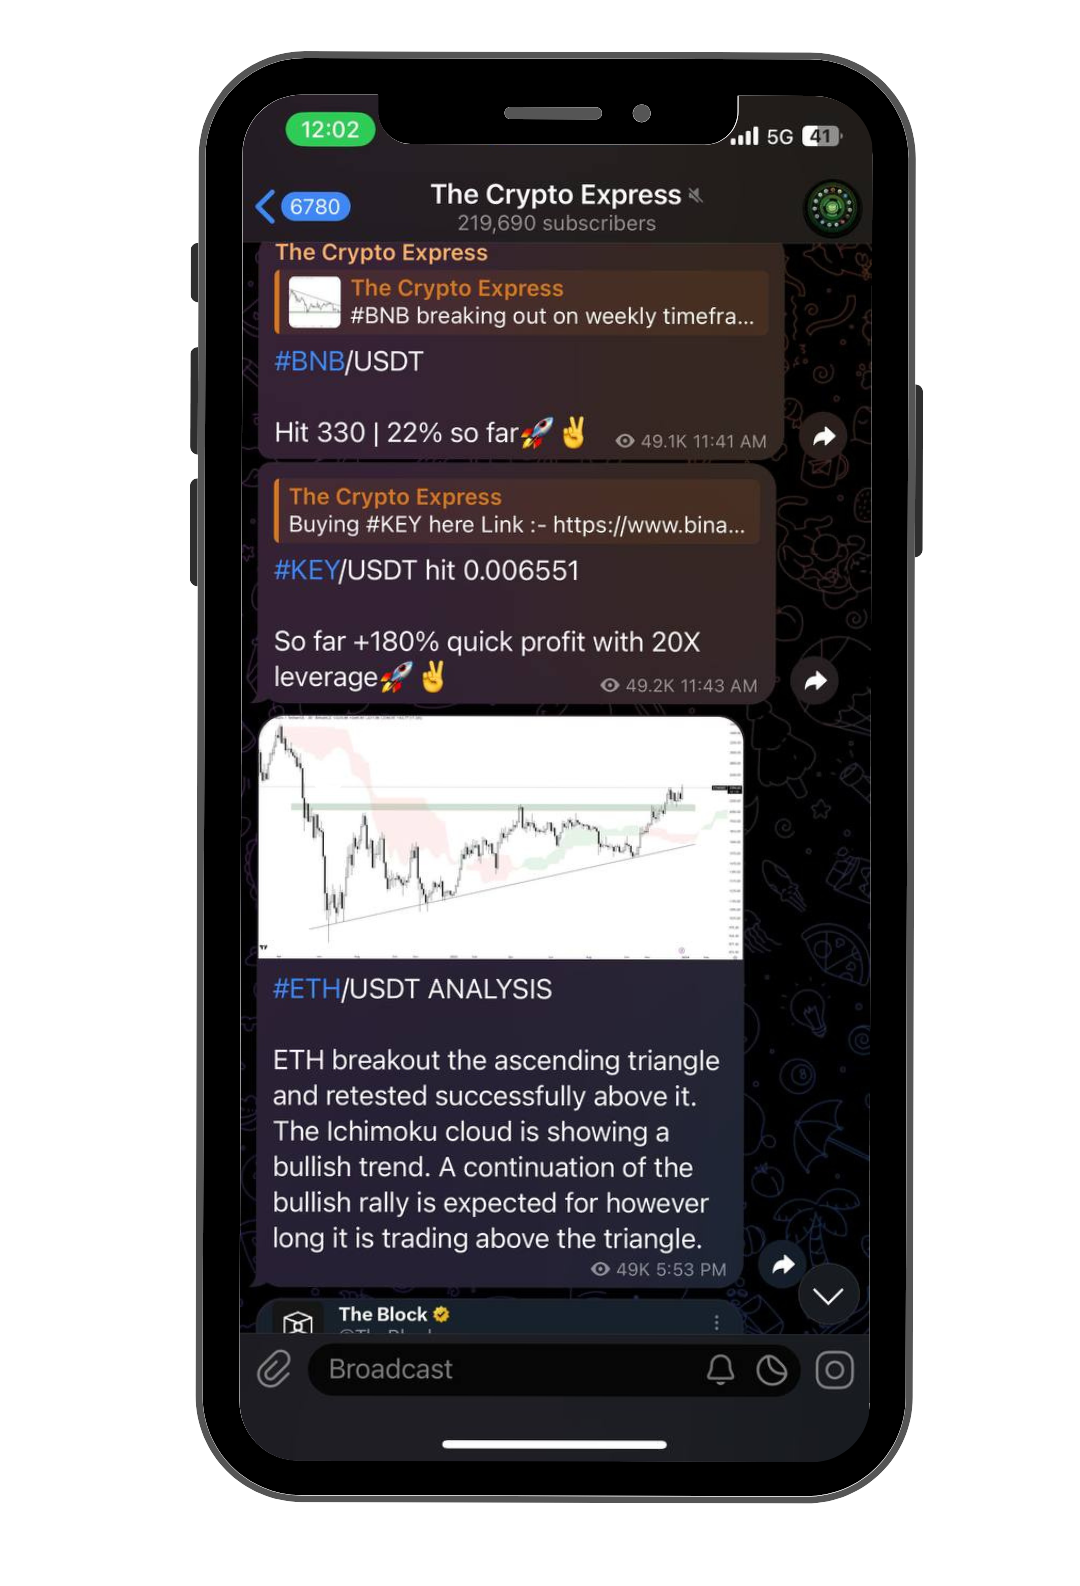 12:02
5G 41
6780
The Crypto Express
219,690 subscribers
The Crypto Express
The Crypto Express
#BNB breaking out on weekly timefra...
#BNB/USDT
Hit 330 | 22% so far🚀✌️
49.1K 11:41 AM
The Crypto Express
Buying #KEY here Link :- https://www.bina...
#KEY/USDT hit 0.006551
So far +180% quick profit with 20X
leverage🚀✌️
49.2K 11:43 AM
#ETH/USDT ANALYSIS
ETH breakout the ascending triangle
and retested successfully above it.
The Ichimoku cloud is showing a
bullish trend. A continuation of the
bullish rally is expected for however
long it is trading above the triangle.
49K 5:53 PM
The Block
Broadcast